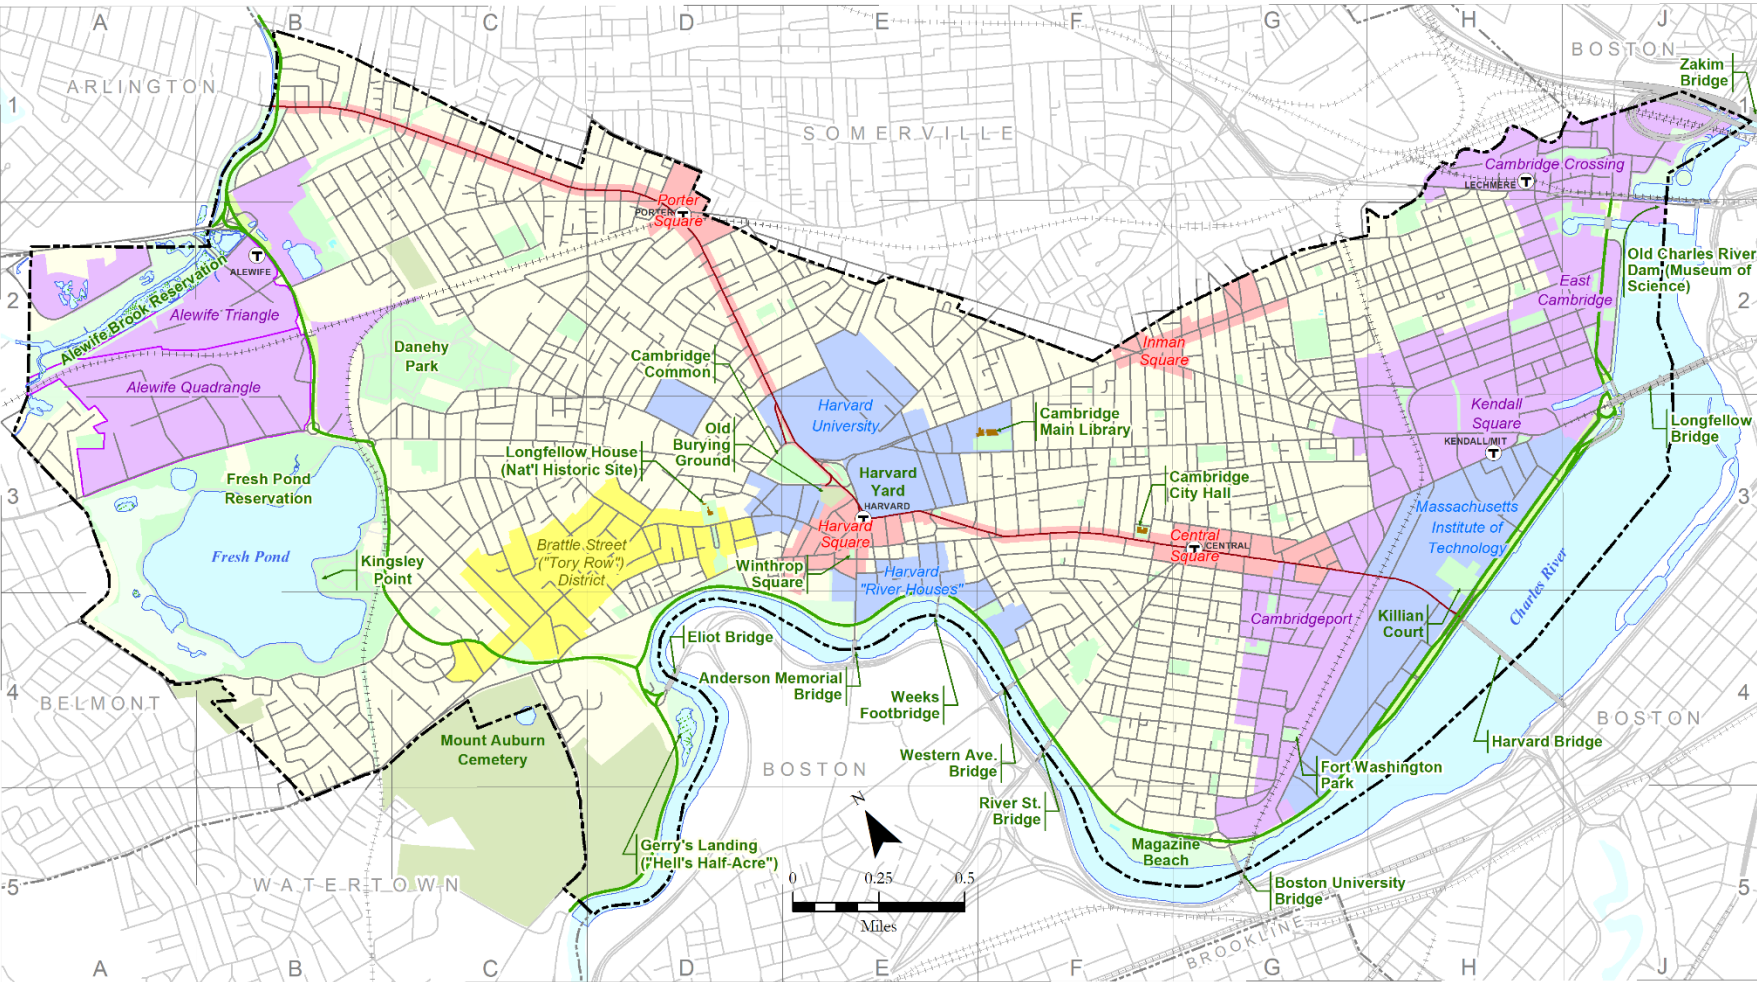 A B C D E F G H J
BOSTON
Zakim
Bridge
ARLINGTON
1
1
SOMERVILLE
Cambridge Crossing
LECHMERE
T
Porter
Square
PORTER
T
T
ALEWIFE
Alewife Brook Reservation
Old Charles River
Dam (Museum of
Science)
East
Cambridge
2
2
Alewife Triangle
Danehy
Park
Inman
Square
Cambridge
Common
Alewife Quadrangle
Harvard
University
Kendall
Square
KENDALL/MIT
T
Longfellow
Bridge
Cambridge
Main Library
Old
Burying
Ground
Longfellow House
(Nat'l Historic Site)
Harvard
Yard
HARVARD
T
Cambridge
City Hall
Fresh Pond
Reservation
3
3
Massachusetts
Institute of
Technology
Harvard
Square
Central
Square
T
CENTRAL
Fresh Pond
Brattle Street
("Tory Row")
District
Kingsley
Point
Winthrop
Square
Harvard
"River Houses"
Charles River
Cambridgeport
Killian
Court
Eliot Bridge
Anderson Memorial
Bridge
4
4
BELMONT
Weeks
Footbridge
BOSTON
Mount Auburn
Cemetery
Harvard Bridge
Western Ave.
Bridge
BOSTON
Fort Washington
Park
River St.
Bridge
N
Gerry's Landing
("Hell's Half-Acre")
Magazine
Beach
0 0.25 0.5
Miles
WATERTOWN
5
5
Boston University
Bridge
BROOKLINE
A B C D E F G H J